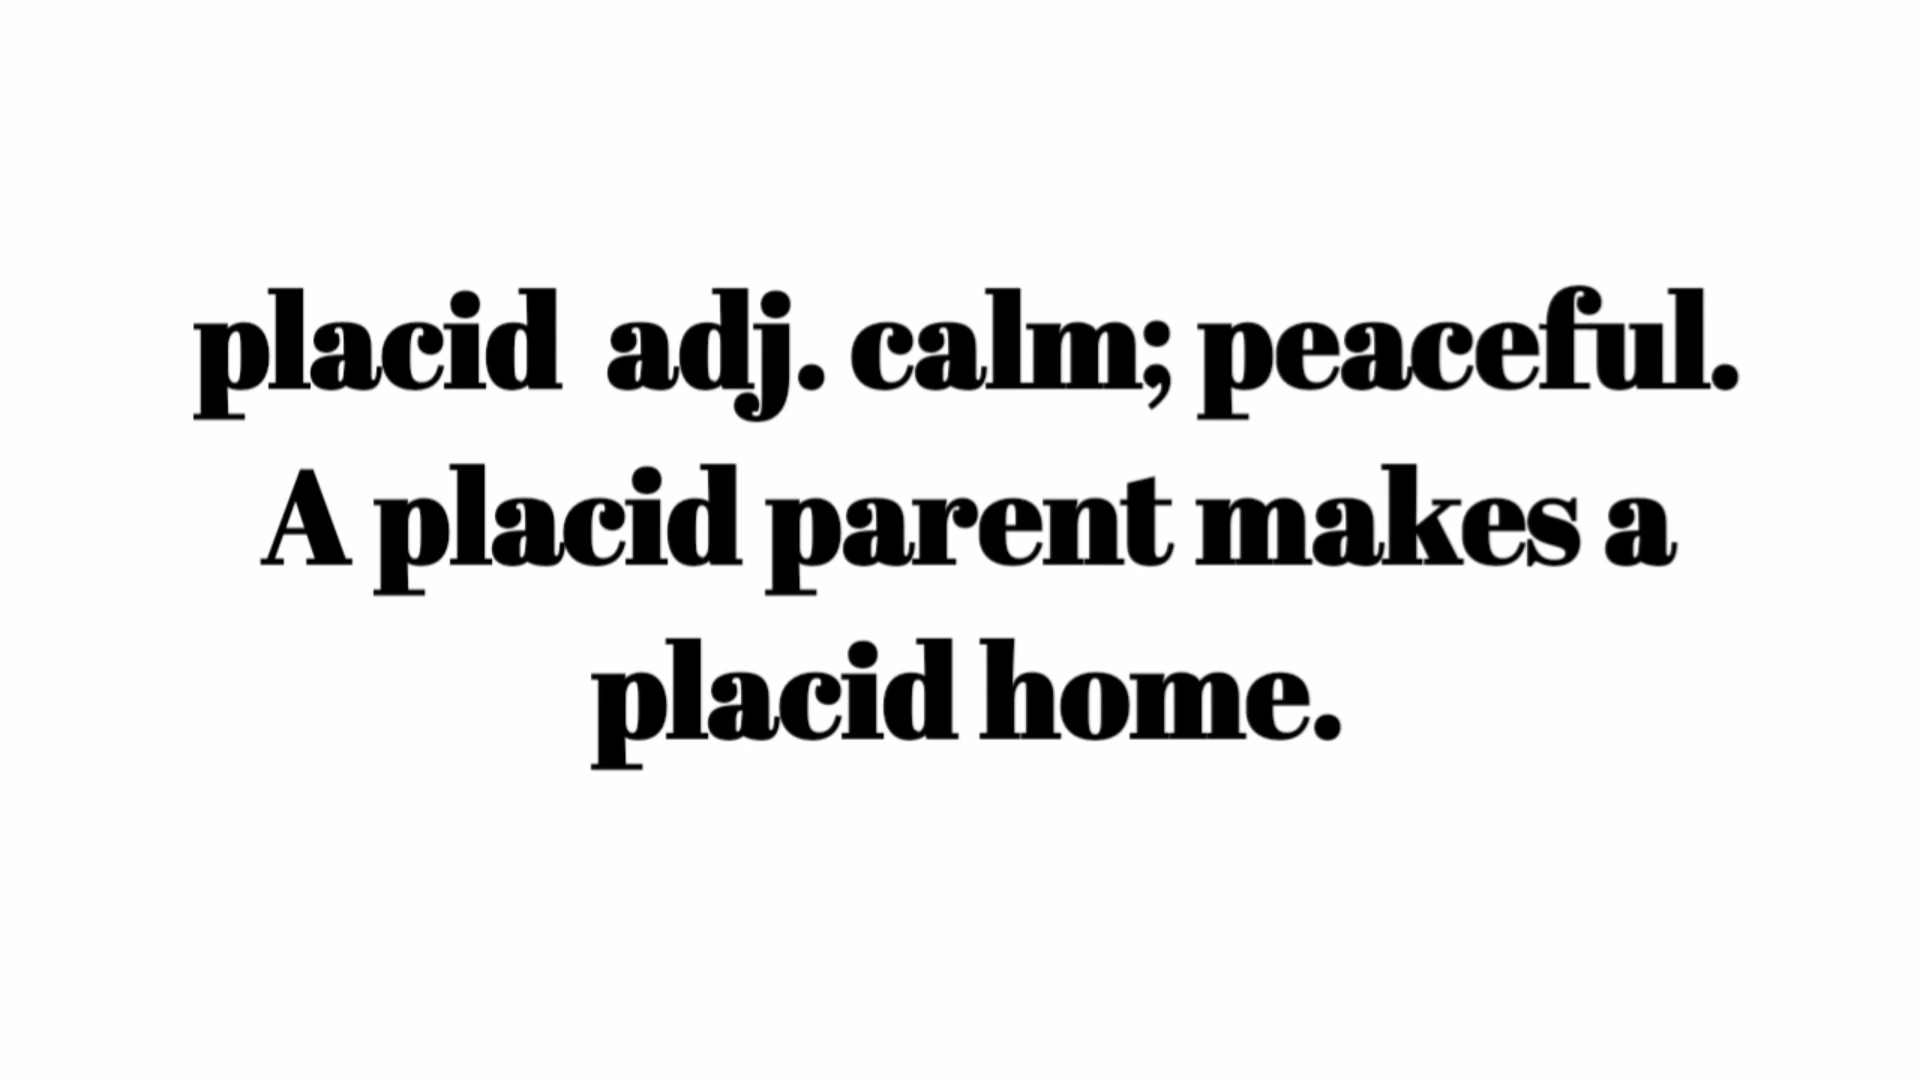 placid  adj. calm; peaceful.
A placid parent makes a
placid home.